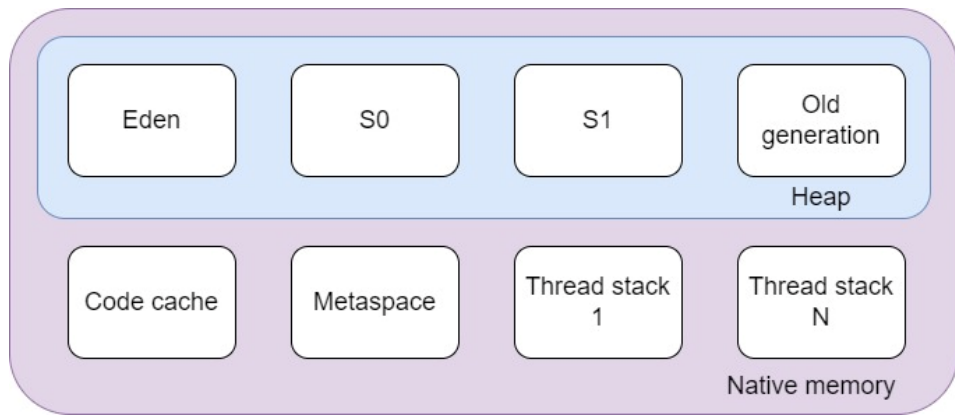 Eden
S0
S1
Old
generation
Heap
Code cache
Metaspace
Thread stack
1
Thread stack
N
Native memory